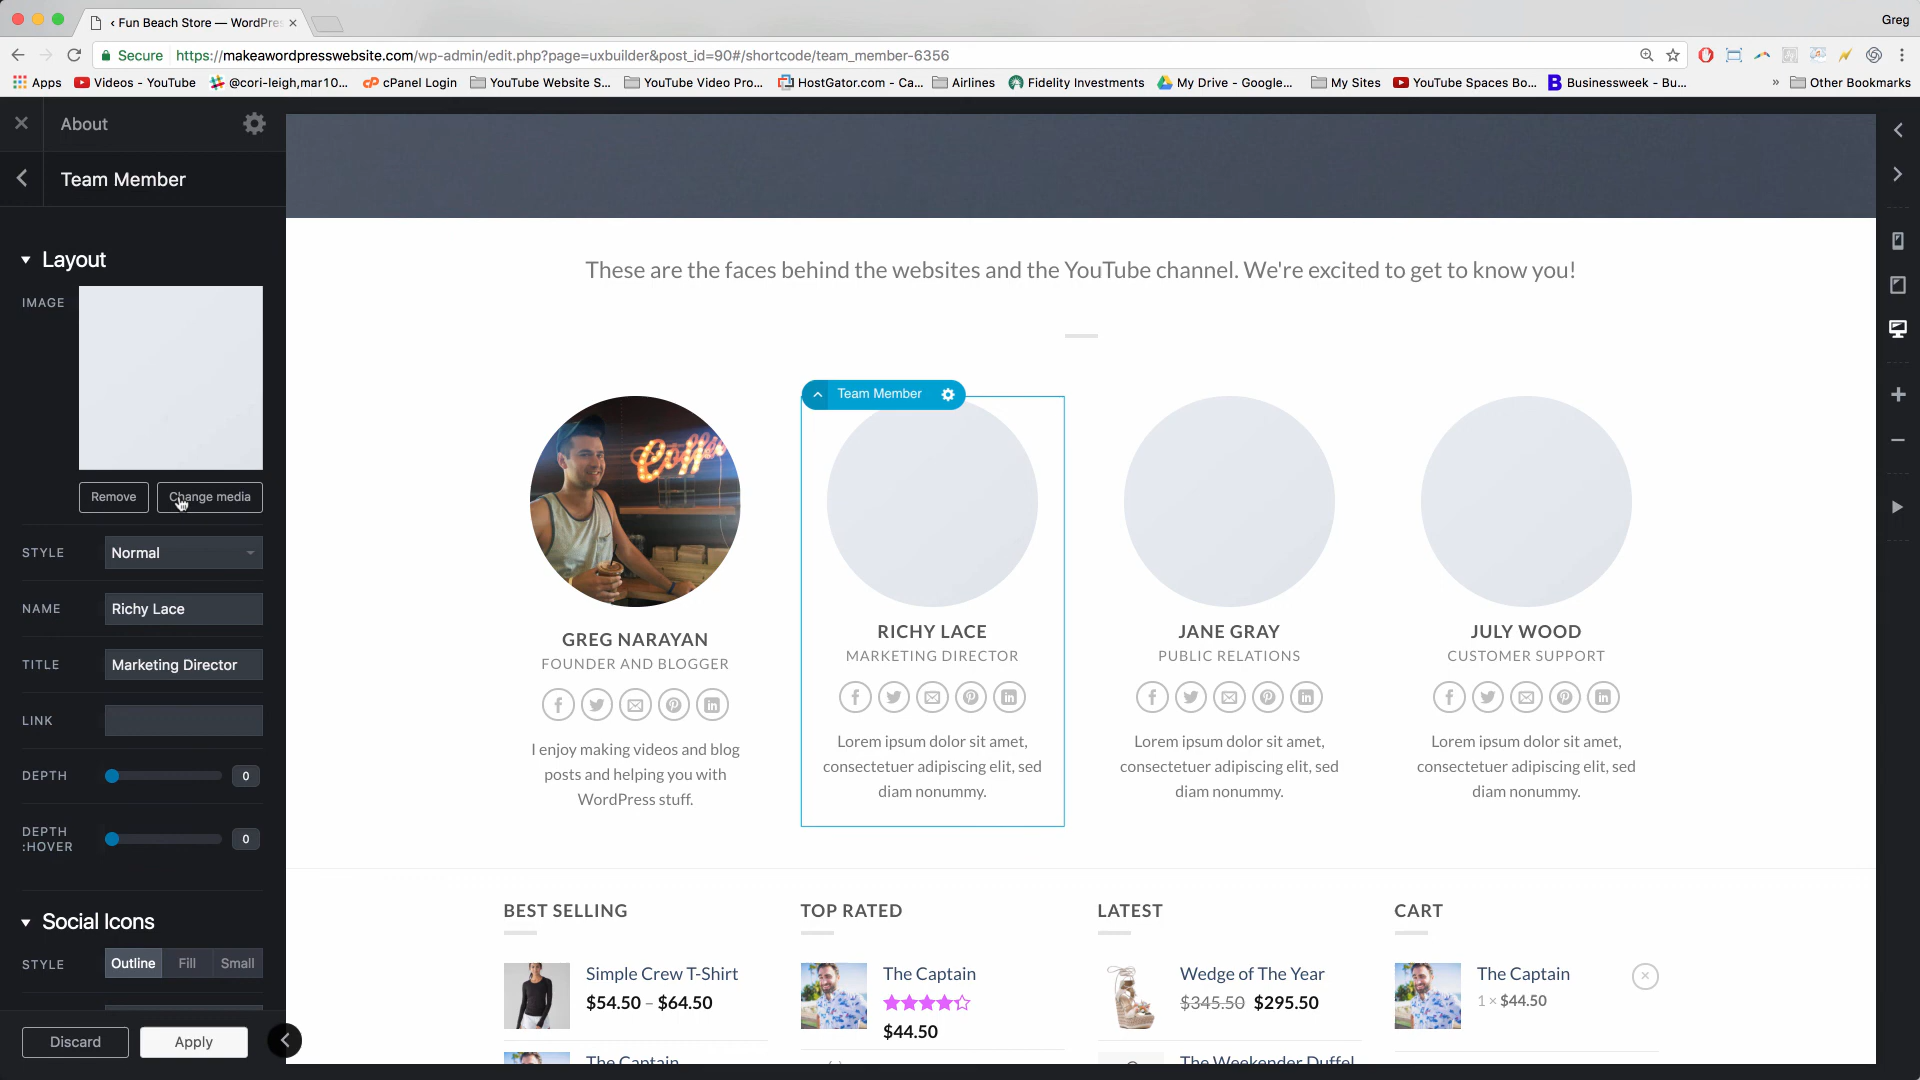 ‹ Fun Beach Store — WordPre
Greg
Secure
https://makeawordpresswebsite.com/wp-admin/edit.php?page=uxbuilder&post_id=90#/shortcode/team_member-6356
Apps
Videos - YouTube
@cori-leigh,mar10...
cPanel Login
YouTube Website S...
YouTube Video Pro...
HostGator.com - Ca...
Airlines
Fidelity Investments
My Drive - Google...
My Sites
YouTube Spaces Bo...
Businessweek - Bu...
»
Other Bookmarks
About
Team Member
Layout
IMAGE
Remove
Change media
STYLE
Normal
NAME
Richy Lace
TITLE
Marketing Director
LINK
DEPTH
0
DEPTH
:HOVER
0
Social Icons
STYLE
Outline
Fill
Small
Discard
Apply
These are the faces behind the websites and the YouTube channel. We're excited to get to know you!
Team Member
Coffee
GREG NARAYAN
FOUNDER AND BLOGGER
I enjoy making videos and blog
posts and helping you with
WordPress stuff.
RICHY LACE
MARKETING DIRECTOR
Lorem ipsum dolor sit amet,
consectetuer adipiscing elit, sed
diam nonummy.
JANE GRAY
PUBLIC RELATIONS
Lorem ipsum dolor sit amet,
consectetuer adipiscing elit, sed
diam nonummy.
JULY WOOD
CUSTOMER SUPPORT
Lorem ipsum dolor sit amet,
consectetuer adipiscing elit, sed
diam nonummy.
BEST SELLING
Simple Crew T-Shirt
$54.50 – $64.50
The Captain
TOP RATED
The Captain
$44.50
LATEST
Wedge of The Year
$345.50 $295.50
The Weekender Duffel
CART
The Captain
1 × $44.50